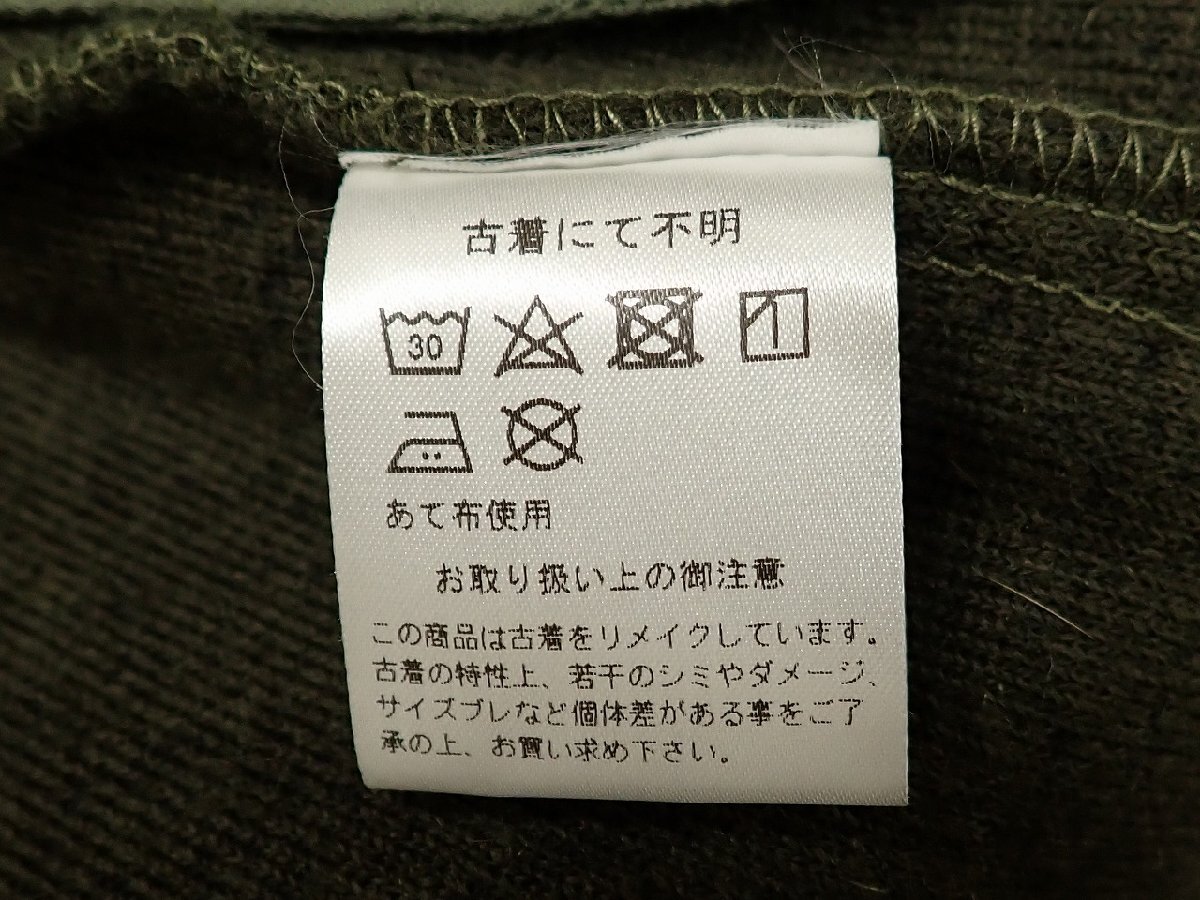 古着にて不明
30
あて布使用
お取り扱い上の御注意
この商品は古着をリメイクしています。
古着の特性上、若干のシミやダメージ、
サイズブレなど個体差がある事をご了
承の上、お買い求め下さい。